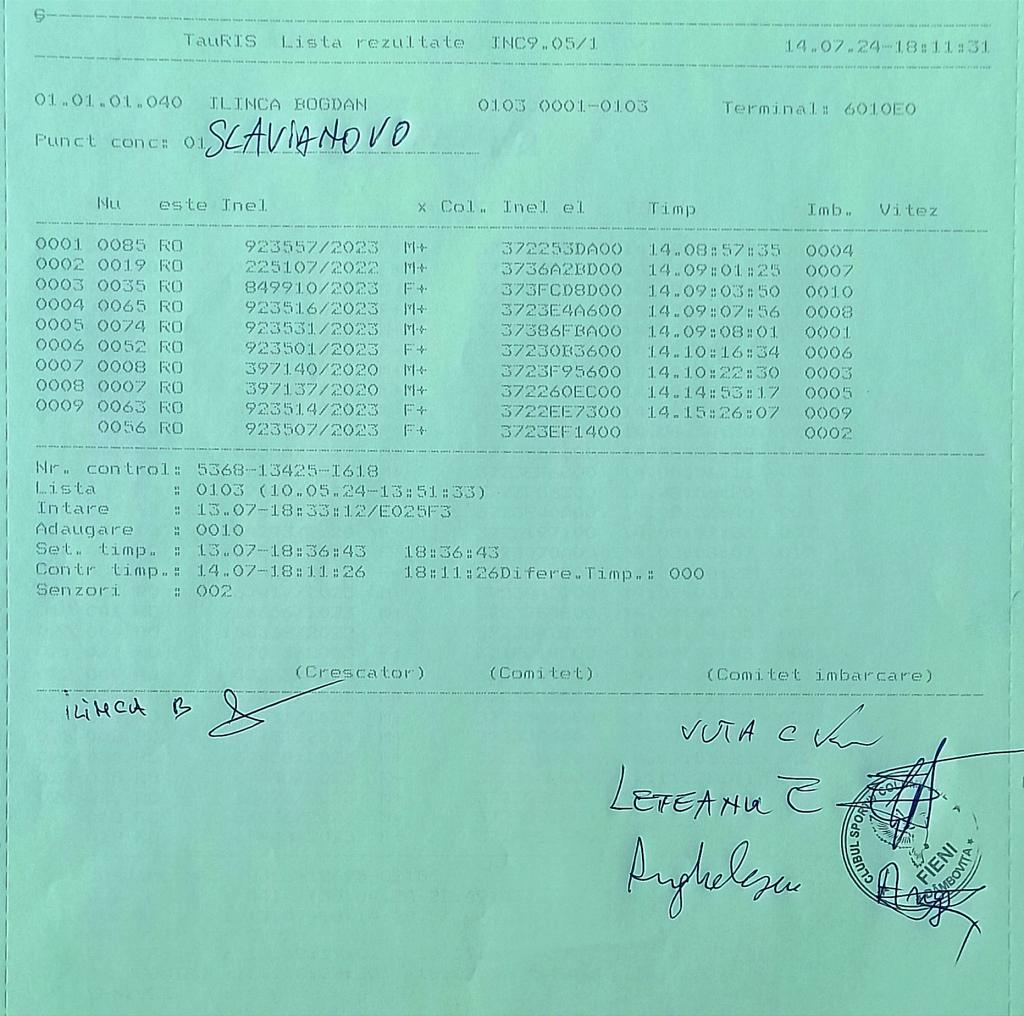 TauRIS Lista rezultate INC9.05/1 14.07.24-18:11:31
01.01.01.040 ILINCA BOGDAN 0103 0001-0103 Terminal: 6010E0
Punct conc: 01 SCAVIANOVO
Nu este Inel x Col. Inel el Timp Imb. Vitez
0001 0085 RO 923557/2023 M+ 372253DA00 14.08:57:35 0004
0002 0019 RO 225107/2022 M+ 3736A2BD00 14.09:01:25 0007
0003 0035 RO 849910/2023 F+ 373FCD8D00 14.09:03:50 0010
0004 0065 RO 923516/2023 M+ 3723E4A600 14.09:07:56 0008
0005 0074 RO 923531/2023 M+ 37386FBA00 14.09:08:01 0001
0006 0052 RO 923501/2023 F+ 37230B3600 14.10:16:34 0006
0007 0008 RO 397140/2020 M+ 3723F95600 14.10:22:30 0003
0008 0007 RO 397137/2020 M+ 372260EC00 14.14:53:17 0005
0009 0063 RO 923514/2023 F+ 3722EE7300 14.15:26:07 0009
0056 RO 923507/2023 F+ 3723EF1400 0002
Nr. control: 5368-13425-I618
Lista : 0103 (10.05.24-13:51:33)
Intare : 13.07-18:33:12/E025F3
Adaugare : 0010
Set. timp. : 13.07-18:36:43 18:36:43
Contr timp.: 14.07-18:11:26 18:11:26Difere.Timp.: 000
Senzori : 002
(Crescator) (Comitet) (Comitet imbarcare)
ILINCA B
VUTA C
LETEANU C
Anghelescu
CLUBUL SPORTIV
FIENI
DÂMBOVITA